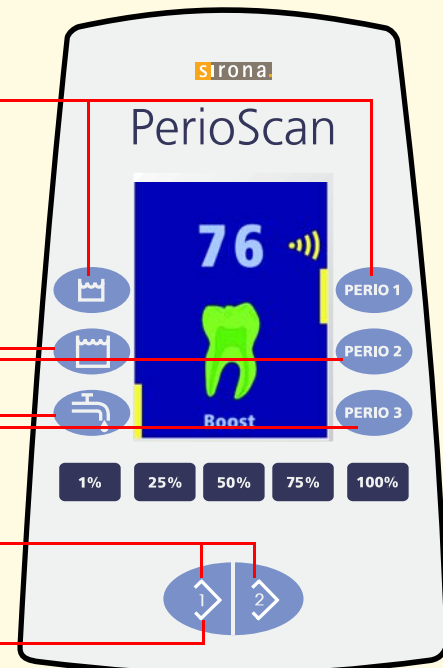 sirona.
PerioScan
76
PERIO 1
PERIO 2
Boost
PERIO 3
1% 25% 50% 75% 100%
1 2